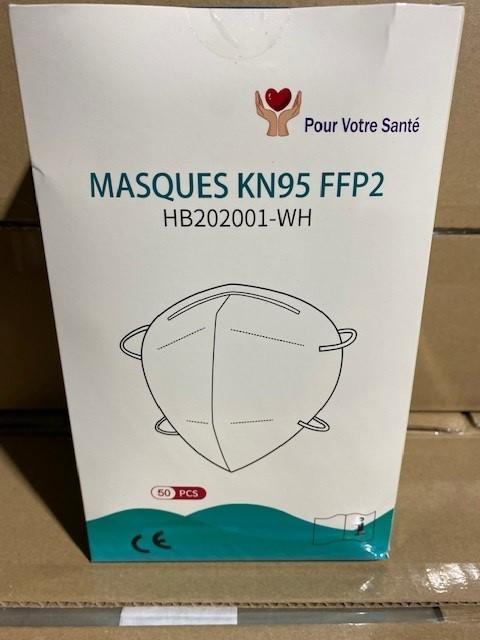 Pour Votre Santé
MASQUES KN95 FFP2
HB202001-WH
50 PCS
CE
i